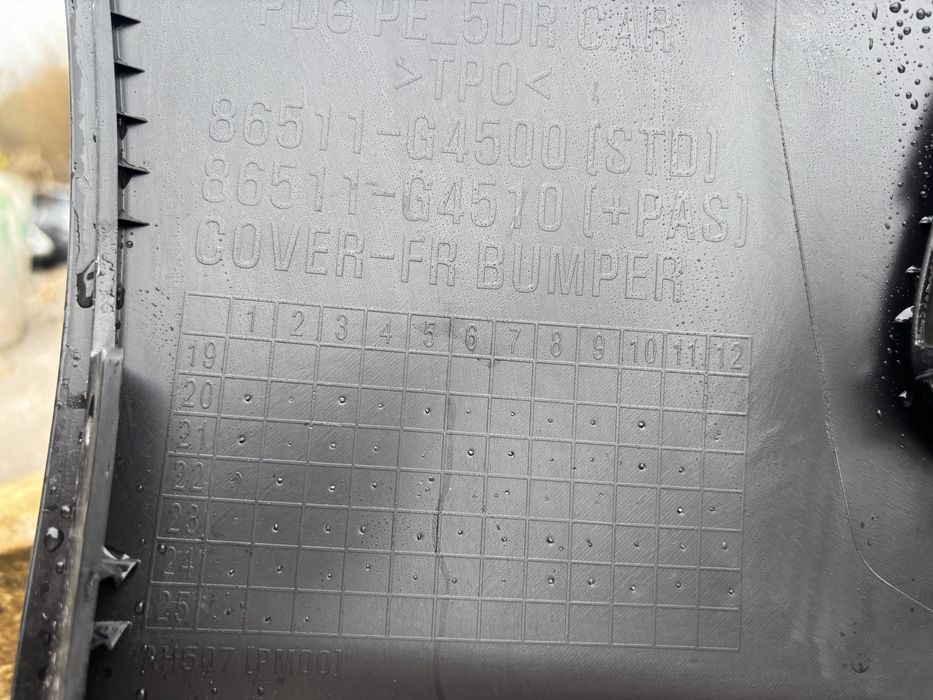 PDe PE_5DR CAR
>TPO<
86511-G4500 (STD)
86511-G4510 (+PAS)
COVER-FR BUMPER
1 2 3 4 5 6 7 8 9 10 11 12
19
20
21
22
23
24
25
AH507 [PM00]